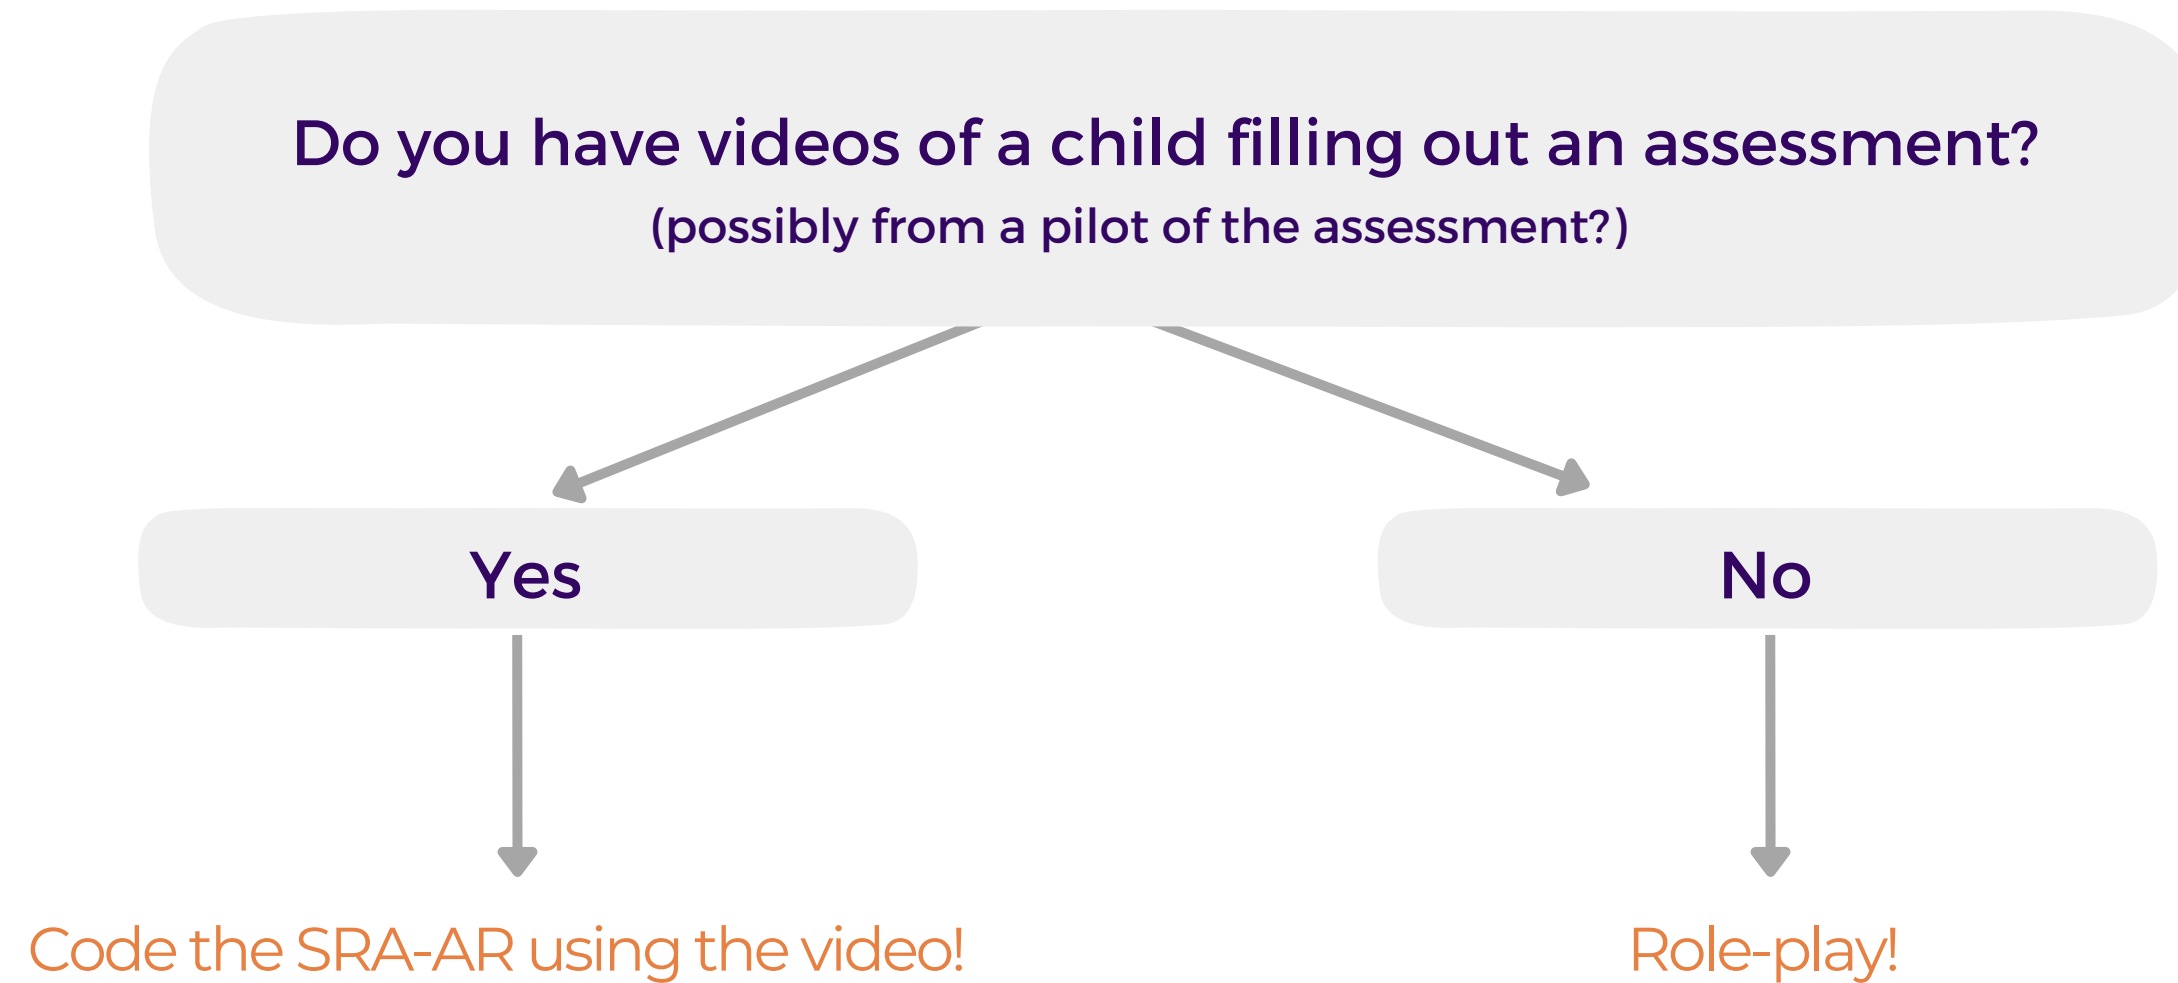 Do you have videos of a child filling out an assessment?
(possibly from a pilot of the assessment?)
Yes
No
Code the SRA-AR using the video!
Role-play!